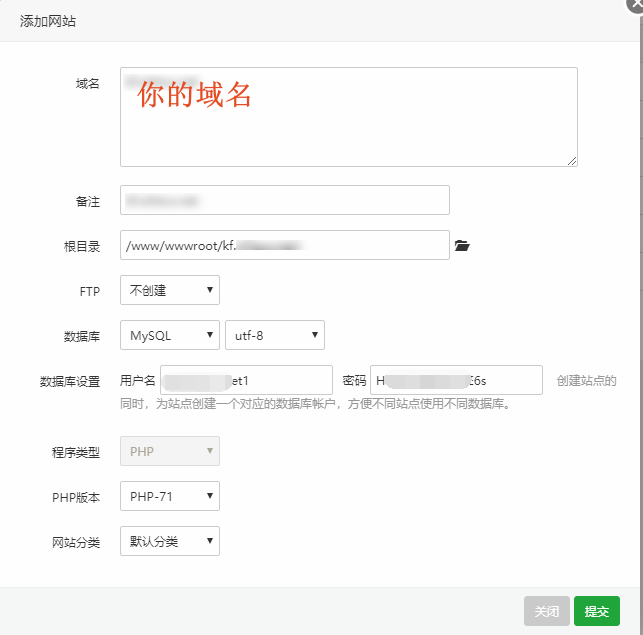 添加网站
域名
你的域名
备注
根目录 /www/wwwroot/kf.
FTP 不创建
数据库 MySQL utf-8
数据库设置 用户名 et1 密码 H E6s 创建站点的
同时，为站点创建一个对应的数据库帐户，方便不同站点使用不同数据库。
程序类型 PHP
PHP版本 PHP-71
网站分类 默认分类
关闭 提交